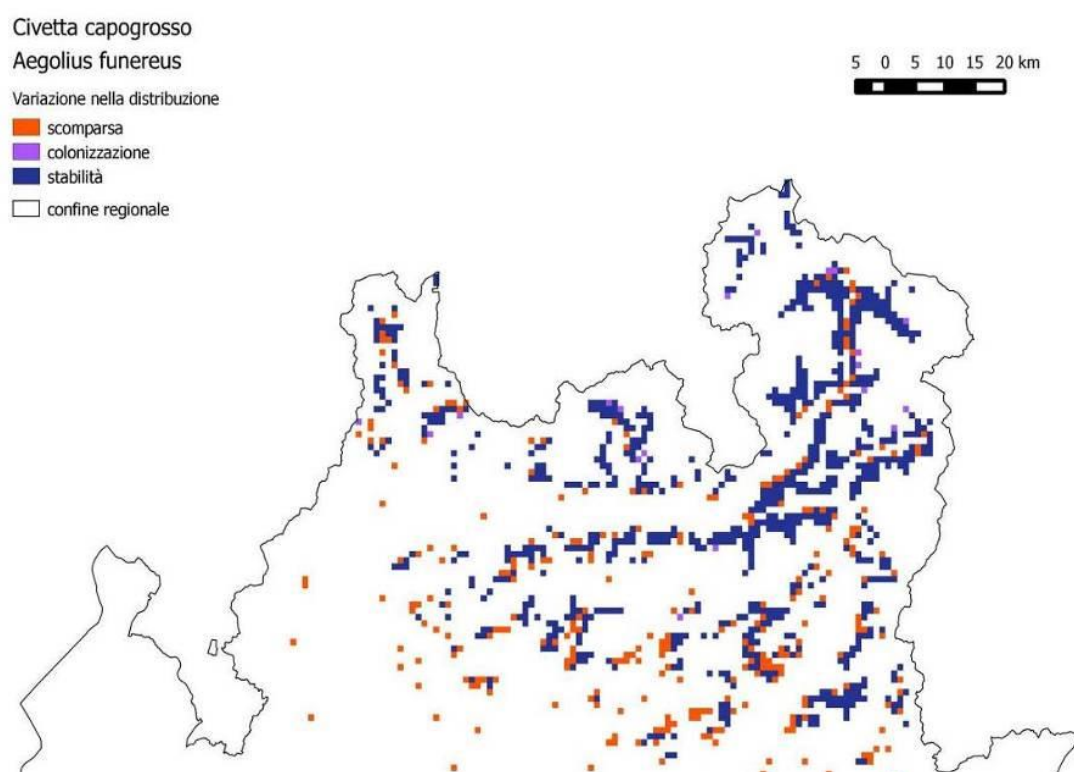 Civetta capogrosso
Aegolius funereus
Variazione nella distribuzione
scomparsa
colonizzazione
stabilità
confine regionale
5 0 5 10 15 20 km